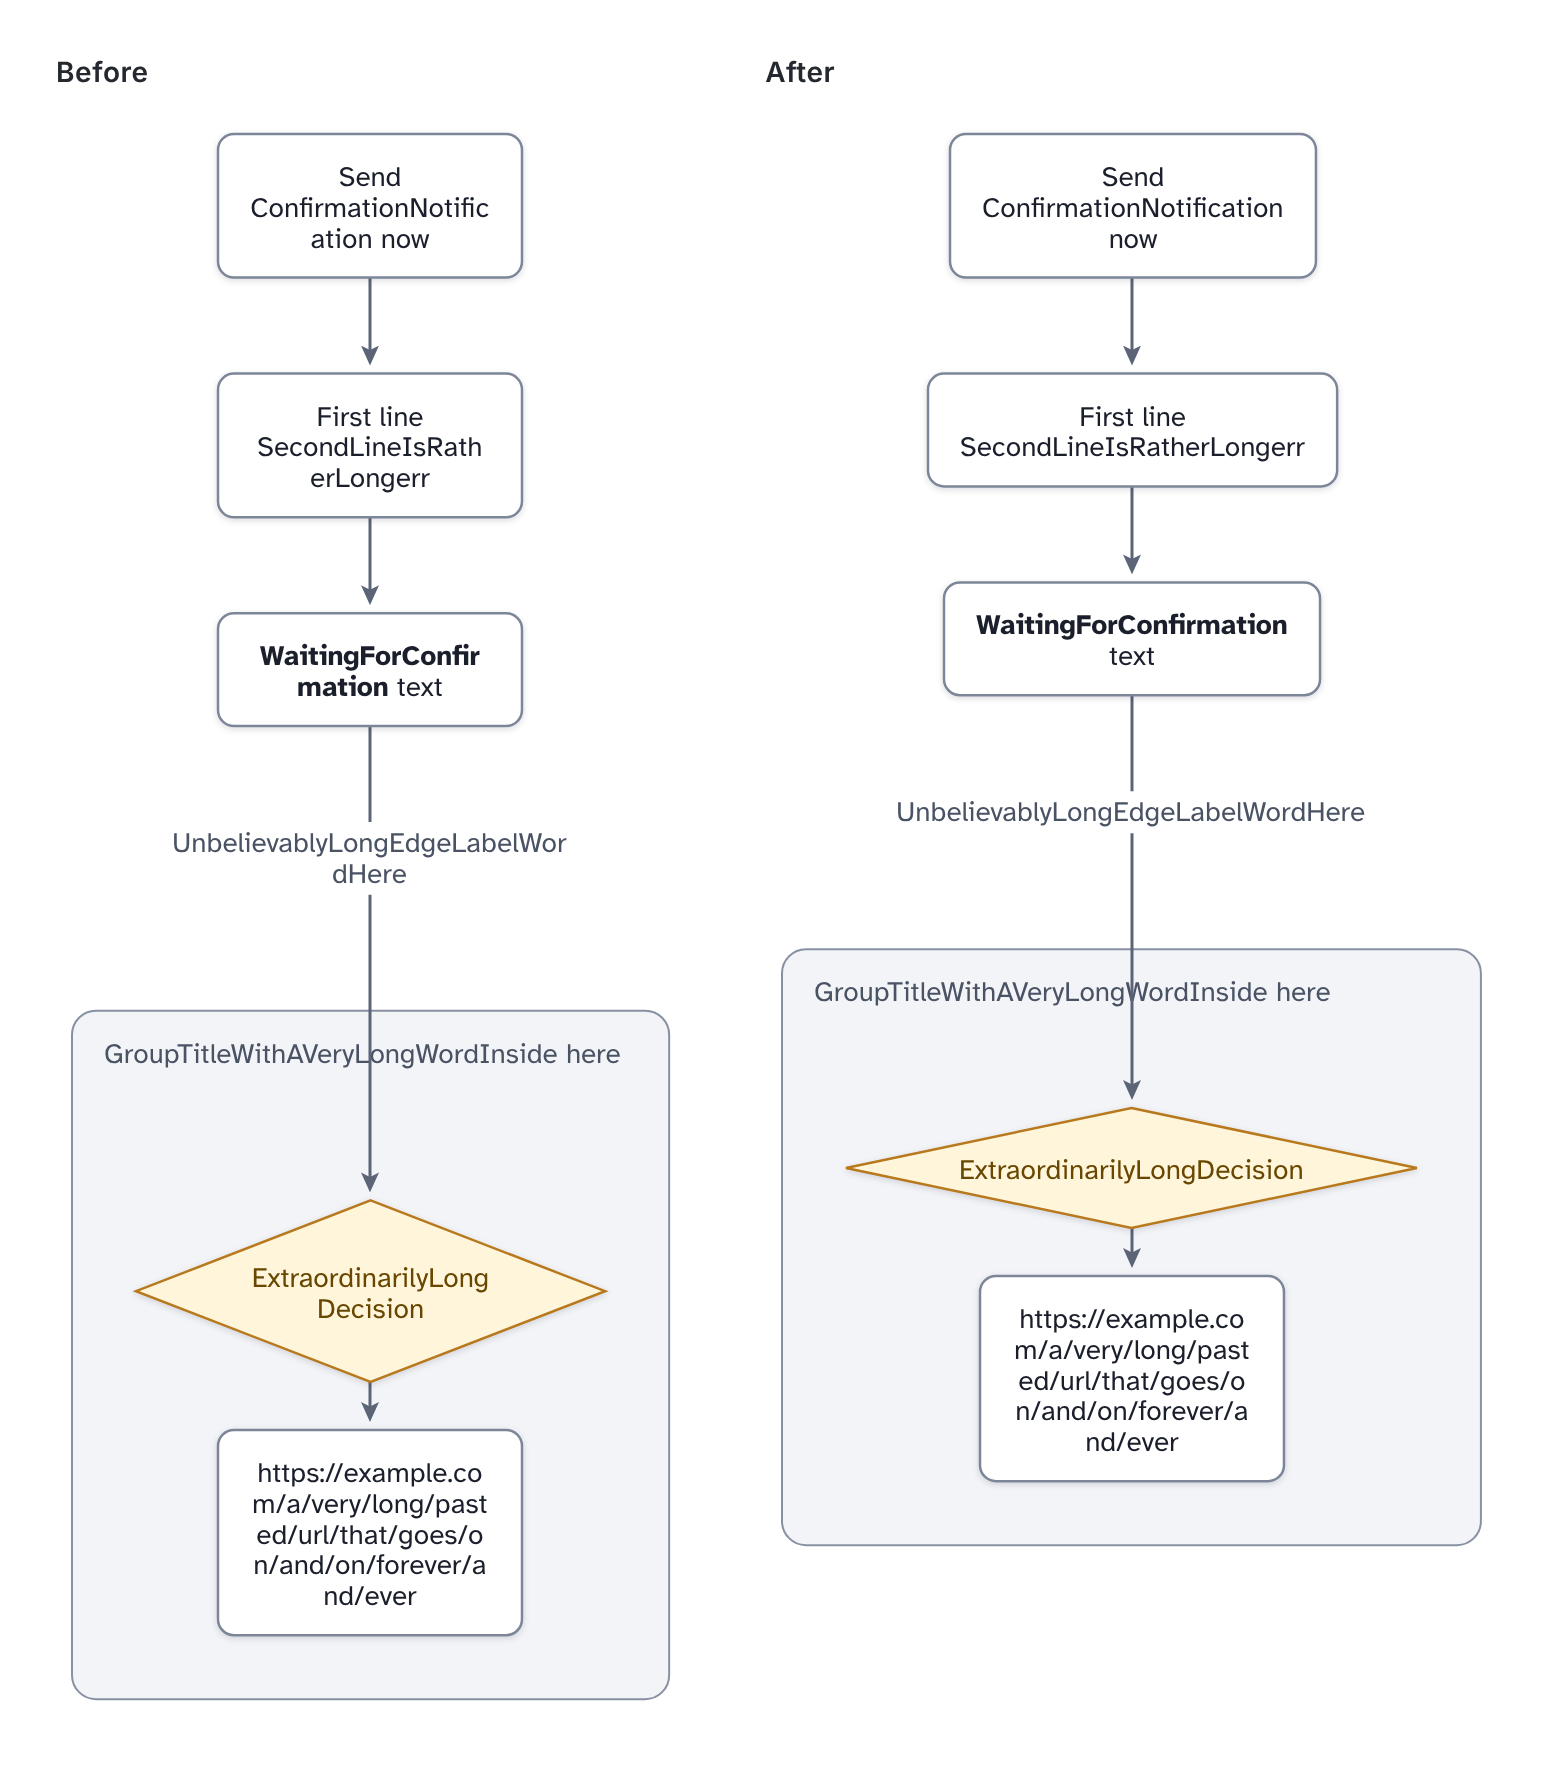 Before
Send
ConfirmationNotific
ation now
First line
SecondLineIsRath
erLongerr
WaitingForConfir
mation text
UnbelievablyLongEdgeLabelWor
dHere
GroupTitleWithAVeryLongWordInside here
ExtraordinarilyLong
Decision
https://example.co
m/a/very/long/past
ed/url/that/goes/o
n/and/on/forever/a
nd/ever
After
Send
ConfirmationNotification
now
First line
SecondLineIsRatherLongerr
WaitingForConfirmation
text
UnbelievablyLongEdgeLabelWordHere
GroupTitleWithAVeryLongWordInside here
ExtraordinarilyLongDecision
https://example.co
m/a/very/long/past
ed/url/that/goes/o
n/and/on/forever/a
nd/ever